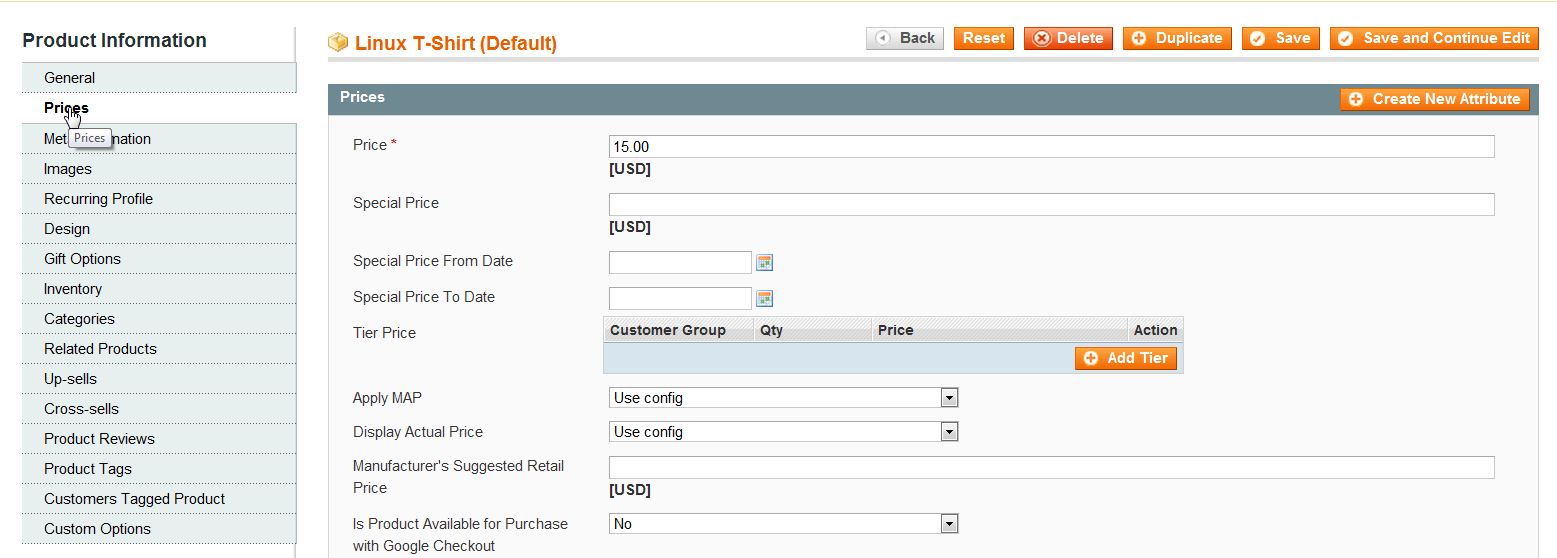 Product Information
General
Prices
Prices
Images
Recurring Profile
Design
Gift Options
Inventory
Categories
Related Products
Up-sells
Cross-sells
Product Reviews
Product Tags
Customers Tagged Product
Custom Options
Linux T-Shirt (Default)
Back Reset Delete Duplicate Save Save and Continue Edit
Prices Create New Attribute
Price * 15.00
[USD]
Special Price
[USD]
Special Price From Date
Special Price To Date
Tier Price Customer Group Qty Price Action
Add Tier
Apply MAP Use config
Display Actual Price Use config
Manufacturer's Suggested Retail
Price
[USD]
Is Product Available for Purchase No
with Google Checkout